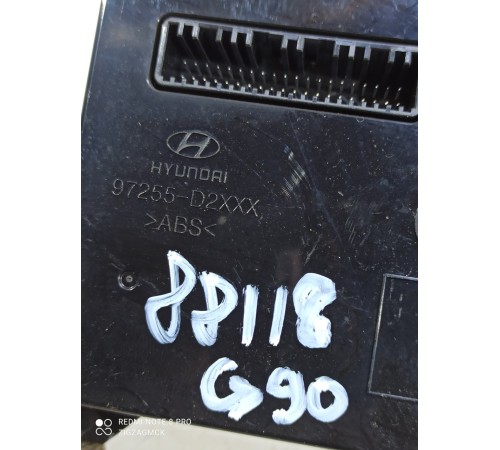 HYUNDAI
97255-D2XXX
>ABS<
88118
G90
REDMI NOTE 8 PRO